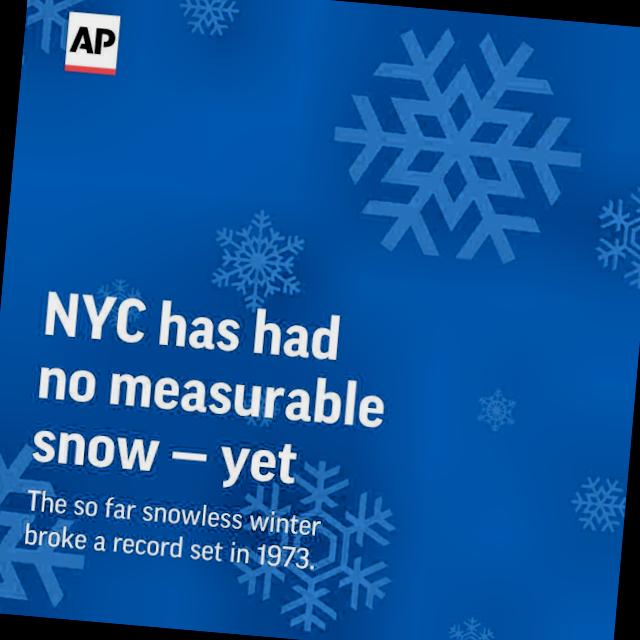 AP
NYC has had
no measurable
snow — yet
The so far snowless winter
broke a record set in 1973.